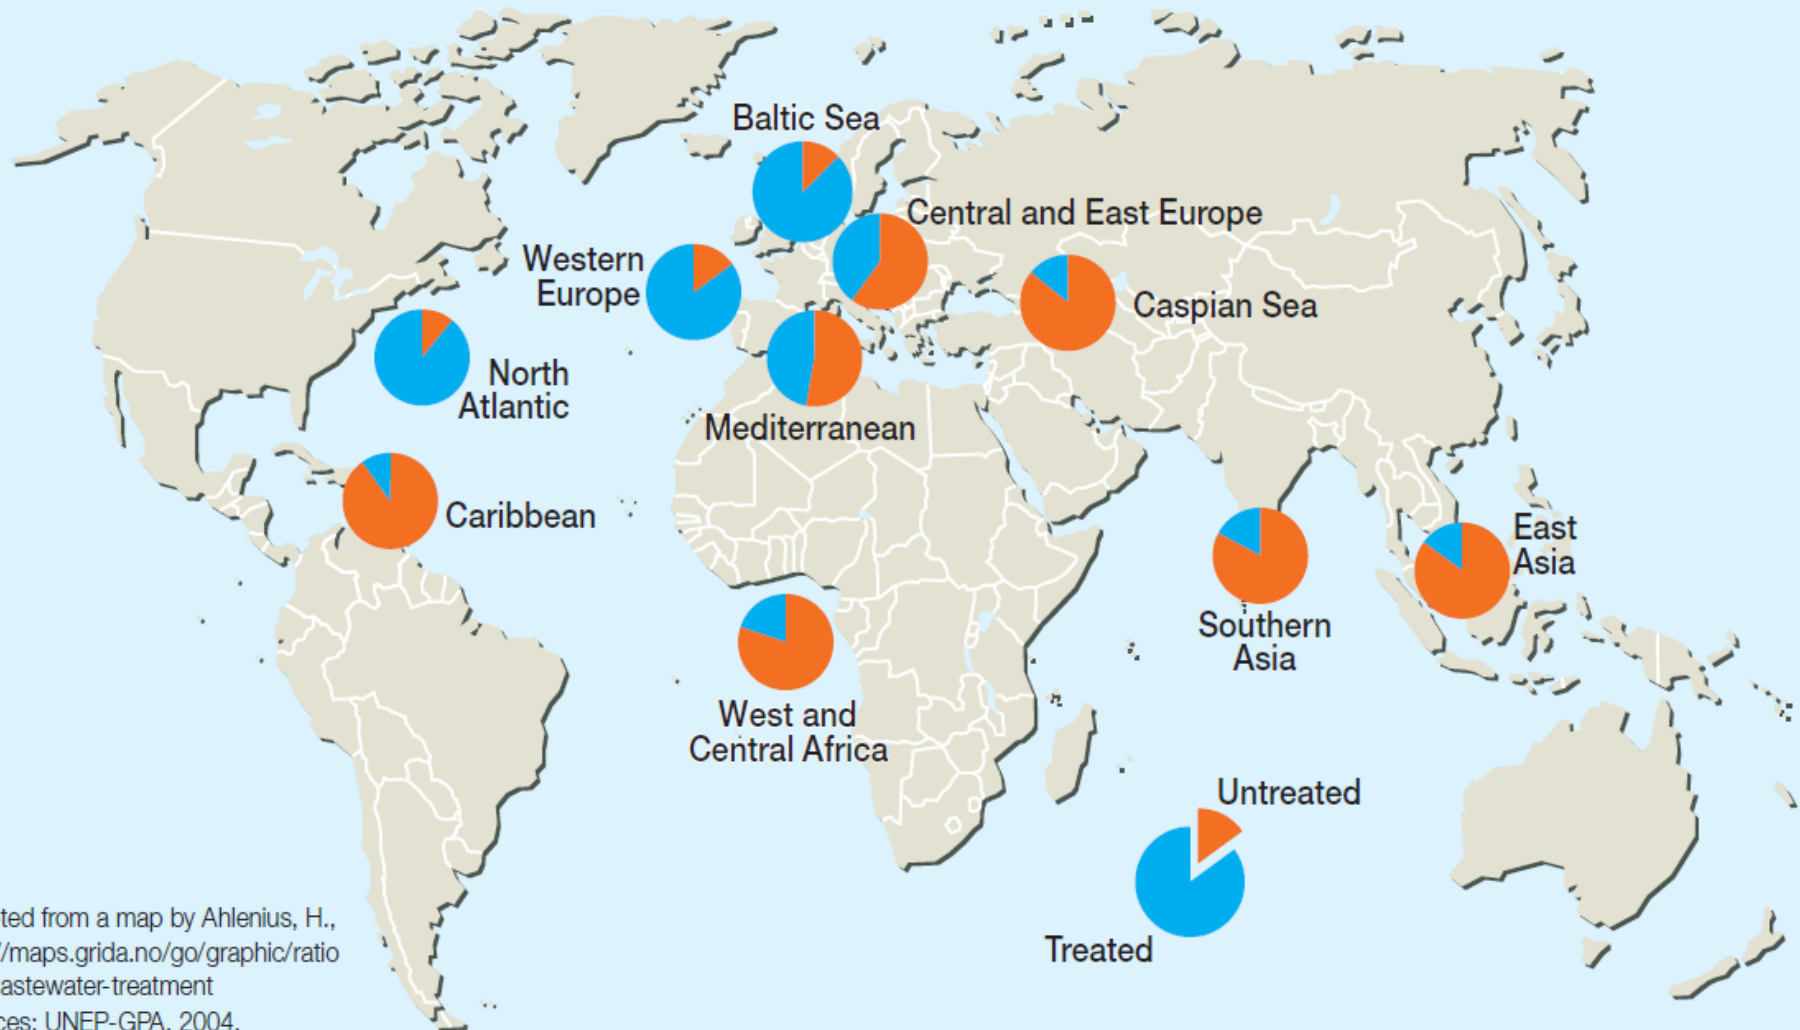 Baltic Sea
Central and East Europe
Western
Europe
Caspian Sea
North
Atlantic
Mediterranean
Caribbean
East
Asia
Southern
Asia
West and
Central Africa
Untreated
Treated
ted from a map by Ahlenius, H.,
//maps.grida.no/go/graphic/ratio
astewater-treatment
ces: UNEP-GPA, 2004.